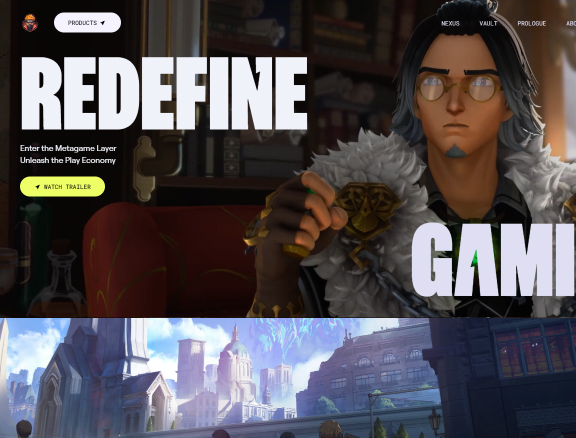 PRODUCTS
NEXUS
VAULT
PROLOGUE
REDEFINE
Enter the Metagame Layer
Unleash the Play Economy
WATCH TRAILER
GAMI